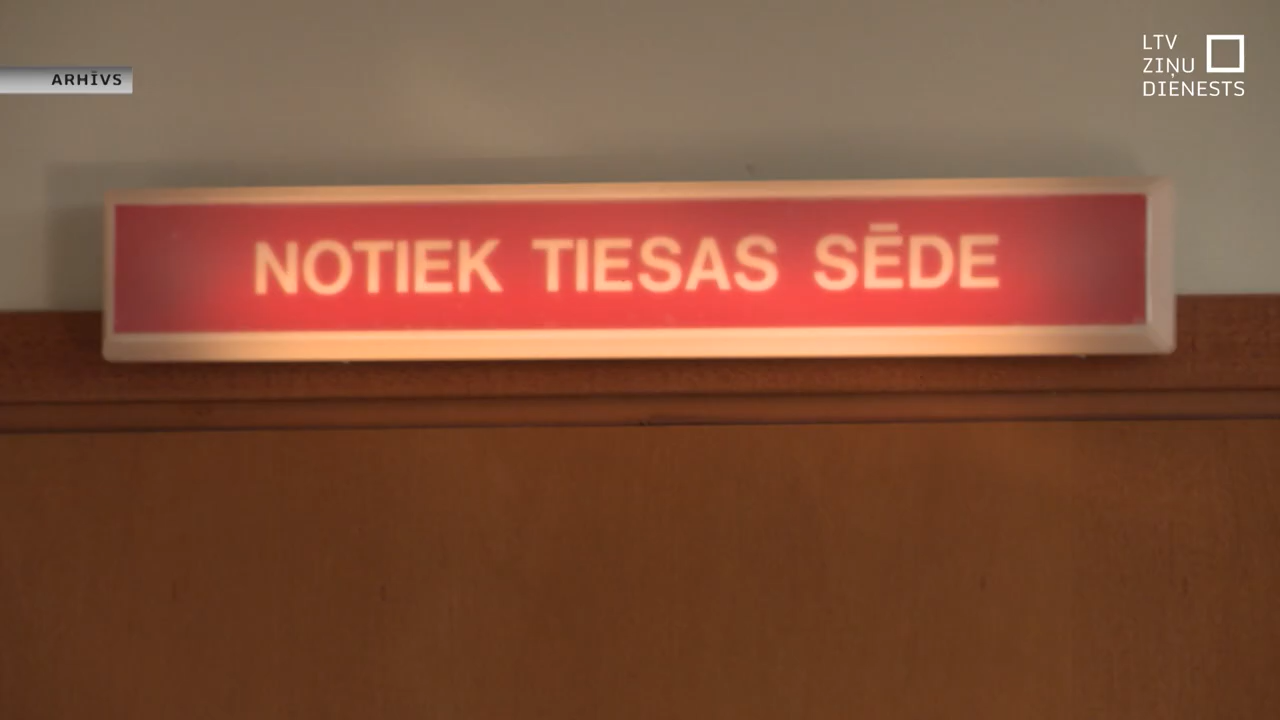 ARHĪVS
LTV
ZIŅU
DIENESTS
NOTIEK TIESAS SĒDE